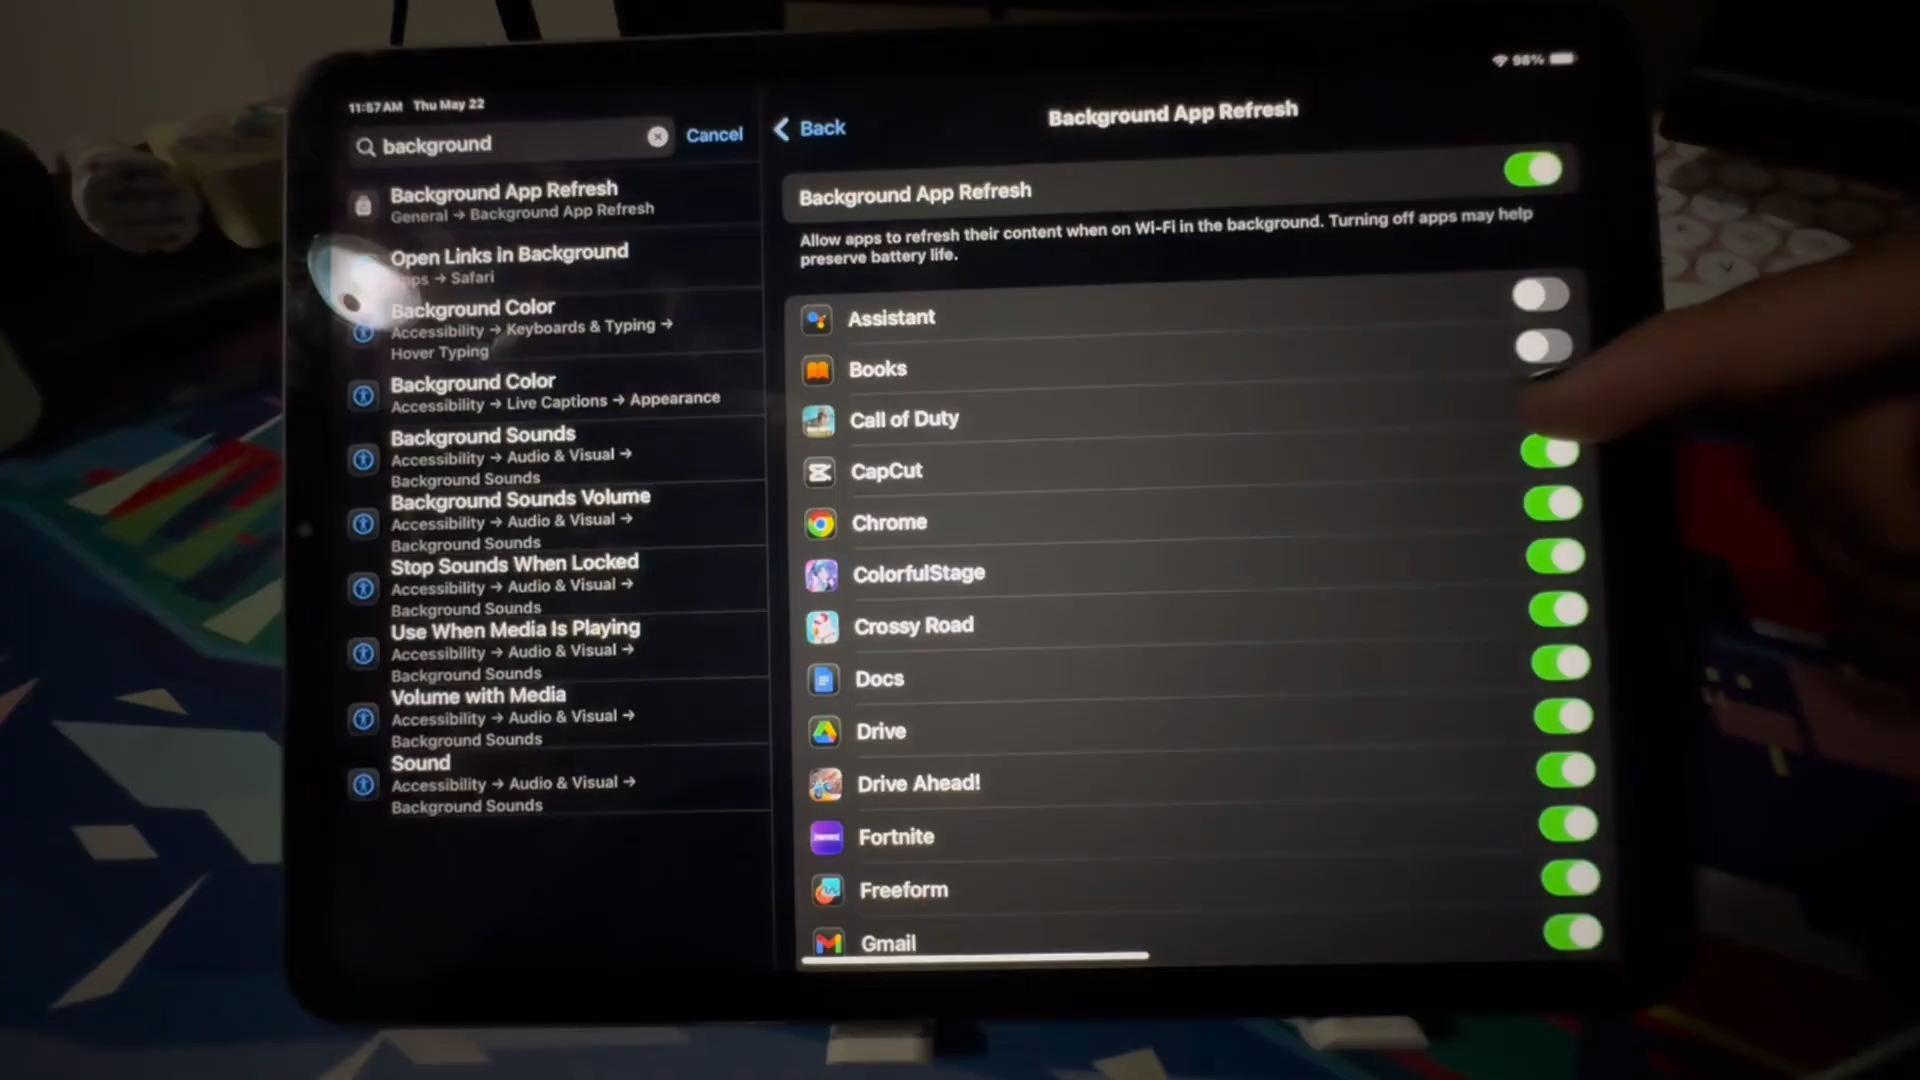 11:57AM Thu May 22
98%
background
Cancel
Background App Refresh
General → Background App Refresh
Open Links in Background
→ Safari
Background Color
Accessibility → Keyboards & Typing →
Hover Typing
Background Color
Accessibility → Live Captions → Appearance
Background Sounds
Accessibility → Audio & Visual →
Background Sounds
Background Sounds Volume
Accessibility → Audio & Visual →
Background Sounds
Stop Sounds When Locked
Accessibility → Audio & Visual →
Background Sounds
Use When Media Is Playing
Accessibility → Audio & Visual →
Background Sounds
Volume with Media
Accessibility → Audio & Visual →
Background Sounds
Sound
Accessibility → Audio & Visual →
Background Sounds
Back
Background App Refresh
Background App Refresh
Allow apps to refresh their content when on Wi-Fi in the background. Turning off apps may help
preserve battery life.
Assistant
Books
Call of Duty
CapCut
Chrome
ColorfulStage
Crossy Road
Docs
Drive
Drive Ahead!
Fortnite
Freeform
Gmail